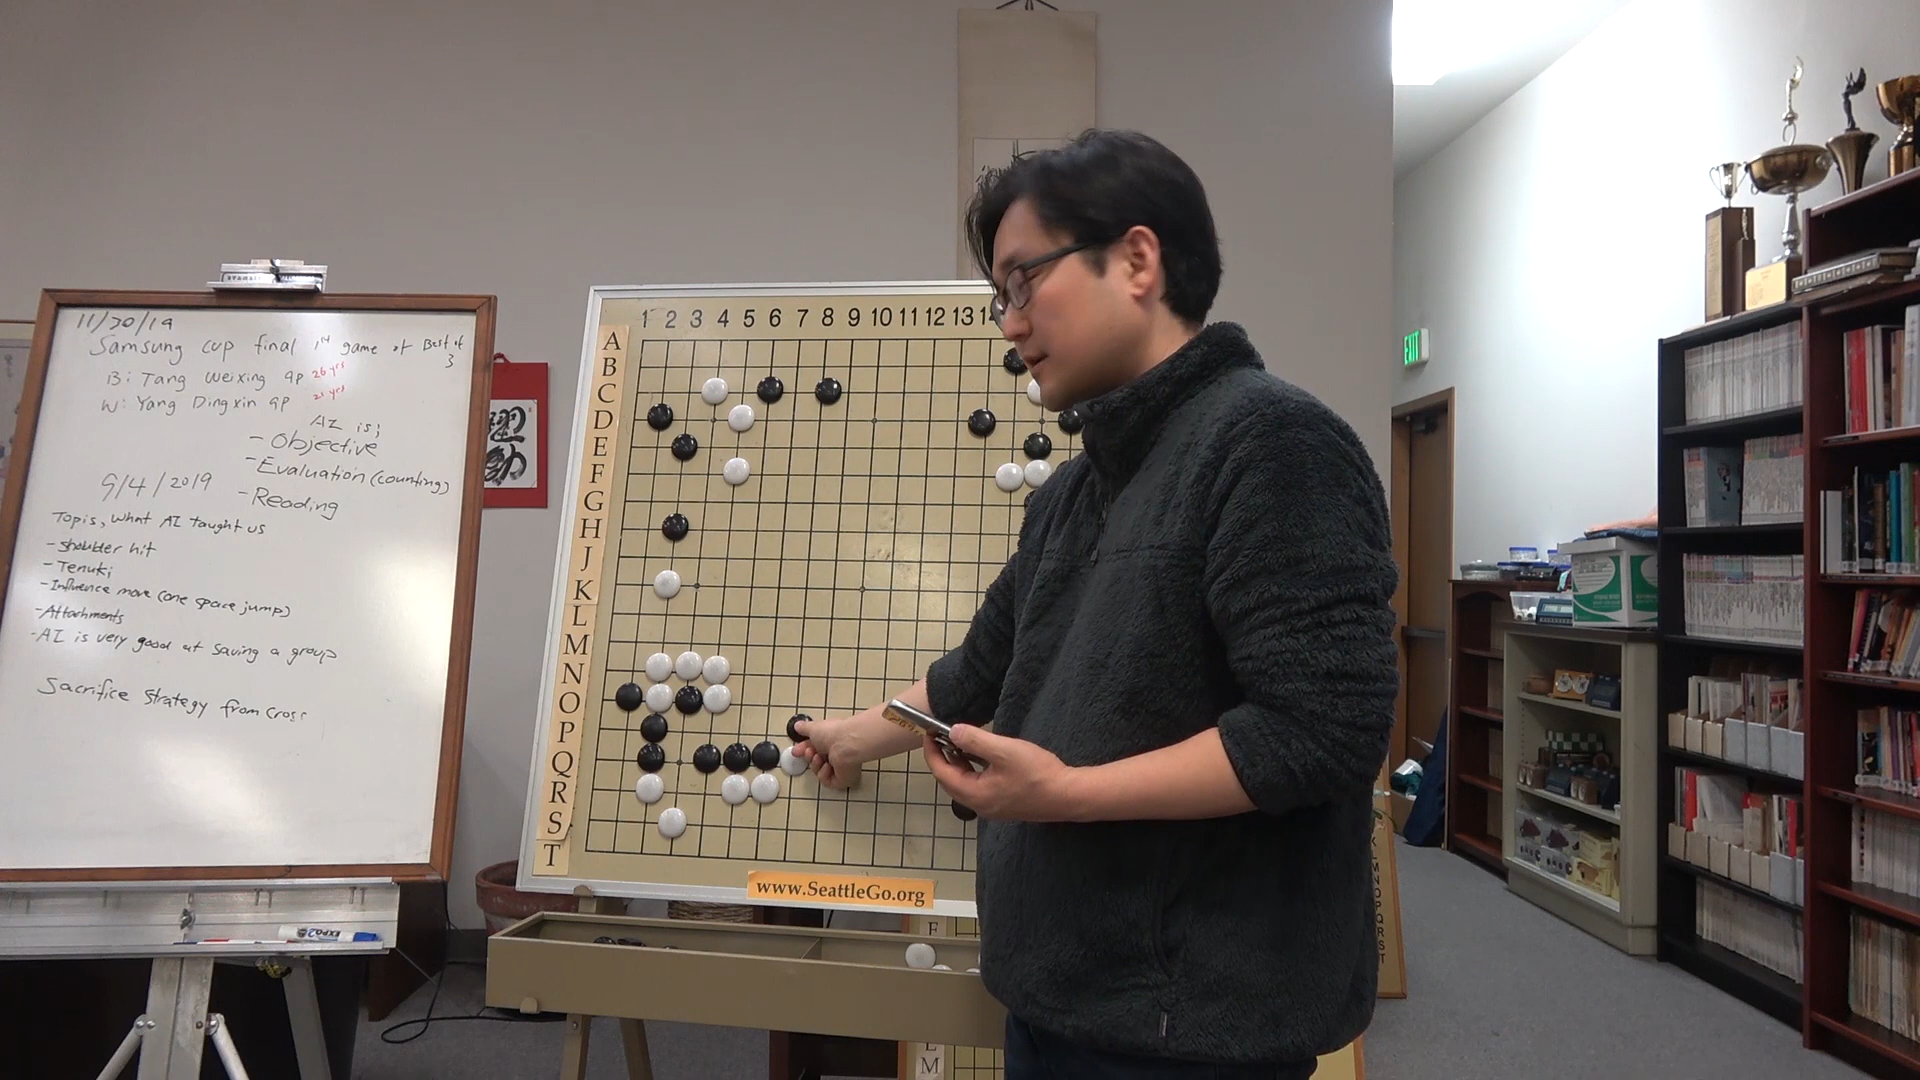 11/30/19
Samsung cup final 1st game of Best of 3
B: Tang Weixing 9p 26 yrs
W: Yang Dingxin 9p 21 yrs
AI is;
- Objective
- Evaluation (counting)
- Reading
9/4/2019
Topis, What AI taught us
- Shoulder hit
- Tenuki
- Influence move (one space jump)
- Attachments
- AI is very good at saving a group
Sacrifice strategy from cross
EXPO
1 2 3 4 5 6 7 8 9 10 11 12 13
A
B
C
D
E
F
G
H
J
K
L
M
N
O
P
Q
R
S
T
www.SeattleGo.org
F
L
M
K
L
M
N
O
P
Q
R
S
T
EXIT